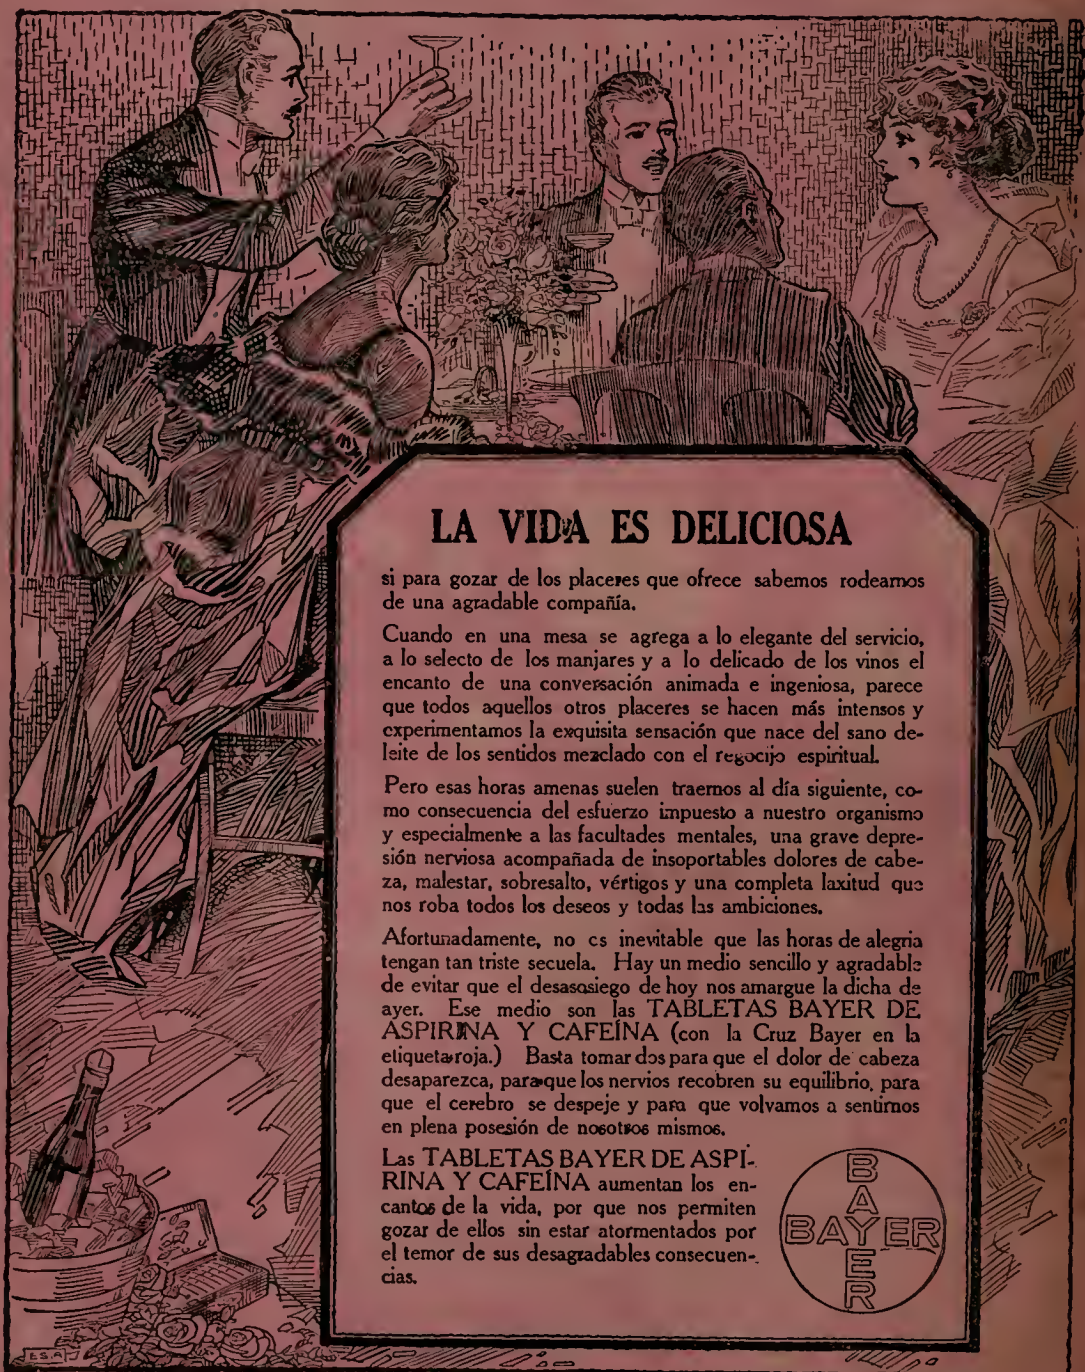 LA VIDA ES DELICIOSA
si para gozar de los placeres que ofrece sabemos rodearnos
de una agradable compañía.
Cuando en una mesa se agrega a lo elegante del servicio,
a lo selecto de los manjares y a lo delicado de los vinos el
encanto de una conversación animada e ingeniosa, parece
que todos aquellos otros placeres se hacen más intensos y
experimentamos la exquisita sensación que nace del sano de-
leite de los sentidos mezclado con el regocijo espiritual.
Pero esas horas amenas suelen traernos al día siguiente, co-
mo consecuencia del esfuerzo impuesto a nuestro organismo
y especialmente a las facultades mentales, una grave depre-
sión nerviosa acompañada de insoportables dolores de cabe-
za, malestar, sobresalto, vértigos y una completa laxitud que
nos roba todos los deseos y todas las ambiciones.
Afortunadamente, no es inevitable que las horas de alegria
tengan tan triste secuela. Hay un medio sencillo y agradable
de evitar que el desasosiego de hoy nos amargue la dicha de
ayer. Ese medio son las TABLETAS BAYER DE
ASPIRINA Y CAFEÍNA (con la Cruz Bayer en la
etiqueta roja.) Basta tomar dos para que el dolor de cabeza
desaparezca, para que los nervios recobren su equilibrio, para
que el cerebro se despeje y para que volvamos a sentirnos
en plena posesión de nosotros mismos.
Las TABLETAS BAYER DE ASPI-
RINA Y CAFEÍNA aumentan los en-
cantos de la vida, por que nos permiten
gozar de ellos sin estar atormentados por
el temor de sus desagradables consecuen-
cias.
BAYER
BAYER
E.S.A.